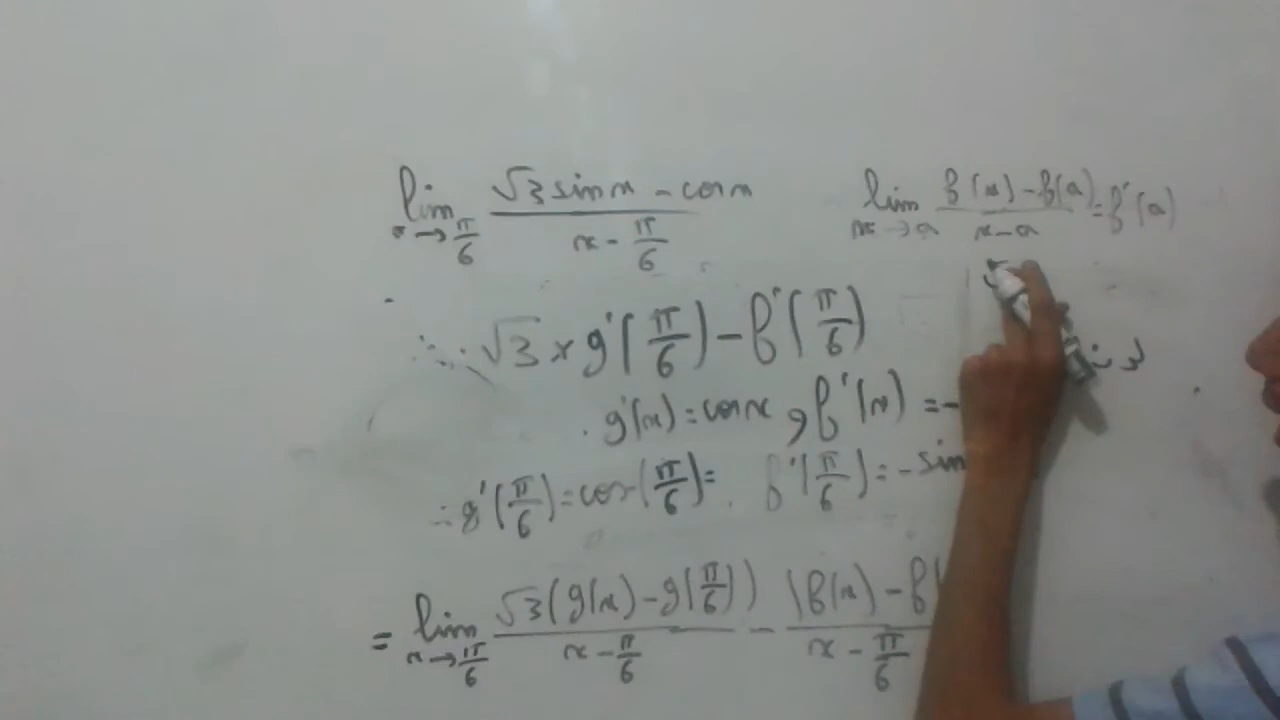 lim x→π/6 (√3 sin x - cos x)/(x - π/6)
lim x→a (f(x) - f(a))/(x - a) = f'(a)
∴ √3 × g'(π/6) - f'(π/6)
g'(x) = cos x , f'(x) = -
∴ g'(π/6) = cos(π/6) = f'(π/6) = - sin
= lim x→π/6 √3(g(x) - g(π/6))/(x - π/6) - (f(x) - f(/(x - π/6)